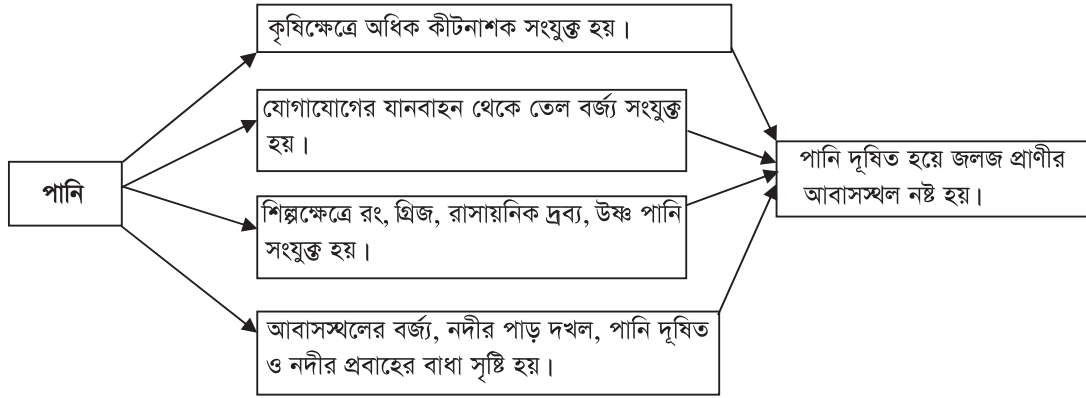 পানি
কৃষিক্ষেত্রে অধিক কীটনাশক সংযুক্ত হয়।
যোগাযোগের যানবাহন থেকে তেল বর্জ্য সংযুক্ত
হয়।
শিল্পক্ষেত্রে রং, গ্রিজ, রাসায়নিক দ্রব্য, উষ্ণ পানি
সংযুক্ত হয়।
আবাসস্থলের বর্জ্য, নদীর পাড় দখল, পানি দূষিত
ও নদীর প্রবাহের বাধা সৃষ্টি হয়।
পানি দূষিত হয়ে জলজ প্রাণীর
আবাসস্থল নষ্ট হয়।